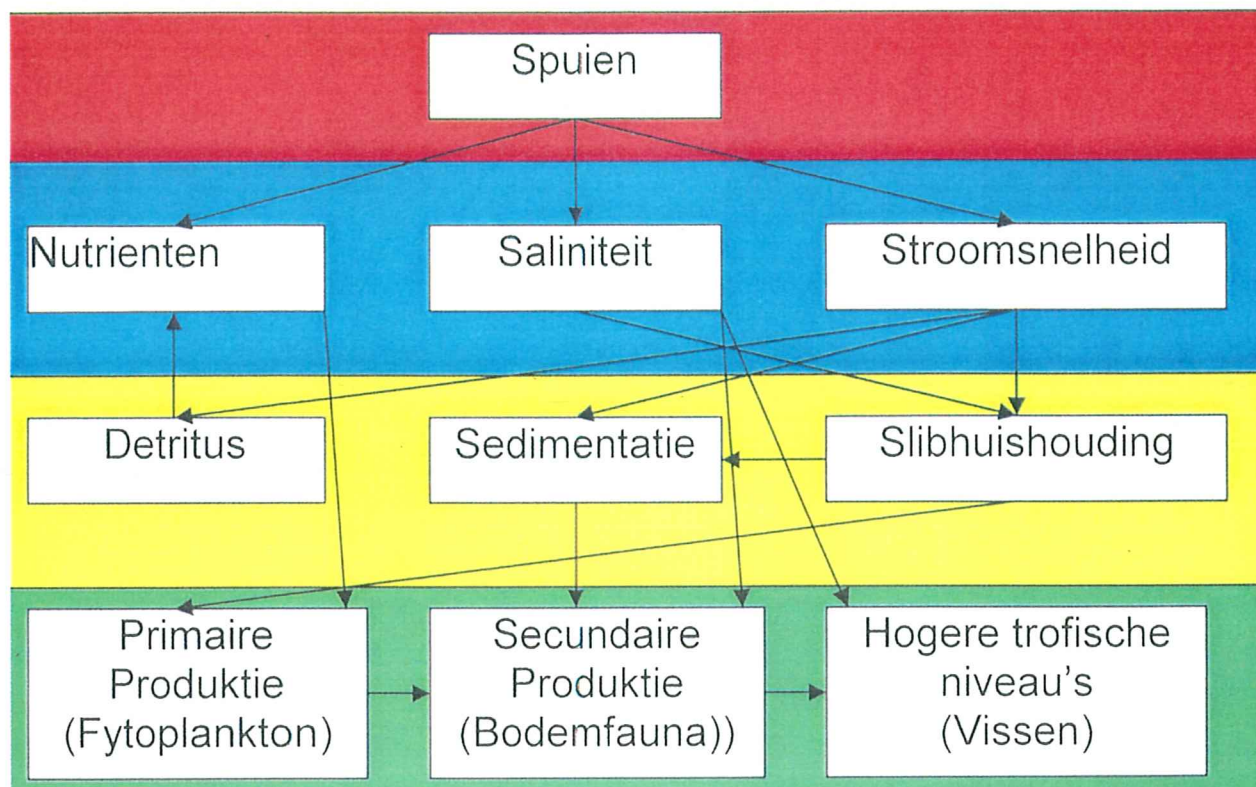 Spuien
Nutrienten
Saliniteit
Stroomsnelheid
Detritus
Sedimentatie
Slibhuishouding
Primaire
Produktie
(Fytoplankton)
Secundaire
Produktie
(Bodemfauna))
Hogere trofische
niveau's
(Vissen)